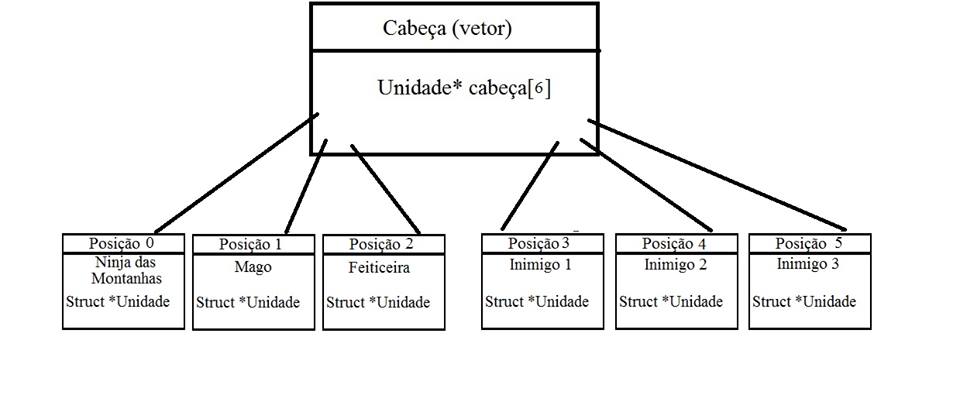 Cabeça (vetor)
Unidade* cabeça[6]
Posição 0
Posição 1
Posição 2
Posição 3
Posição 4
Posição 5
Ninja das
Montanhas
Mago
Feiticeira
Inimigo 1
Inimigo 2
Inimigo 3
Struct *Unidade
Struct *Unidade
Struct *Unidade
Struct *Unidade
Struct *Unidade
Struct *Unidade